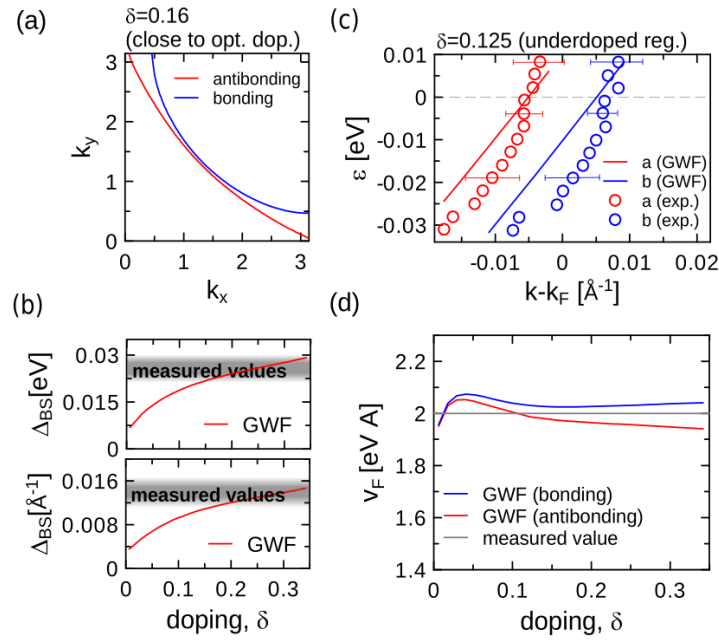 (a)
δ=0.16
(close to opt. dop.)
3
2
1
0
k_y
antibonding
bonding
0 1 2 3
k_x
(c)
δ=0.125 (underdoped reg.)
0.01
0
-0.01
-0.02
-0.03
ε [eV]
a (GWF)
b (GWF)
a (exp.)
b (exp.)
-0.01 0 0.01 0.02
k-k_F [Å⁻¹]
(b)
0.03
0.015
0
Δ_BS[eV]
measured values
GWF
0.016
0.008
0
Δ_BS[Å⁻¹]
measured values
GWF
0 0.1 0.2 0.3
doping, δ
(d)
2.2
2
1.8
1.6
1.4
v_F [eV A]
GWF (bonding)
GWF (antibonding)
measured value
0 0.1 0.2 0.3
doping, δ